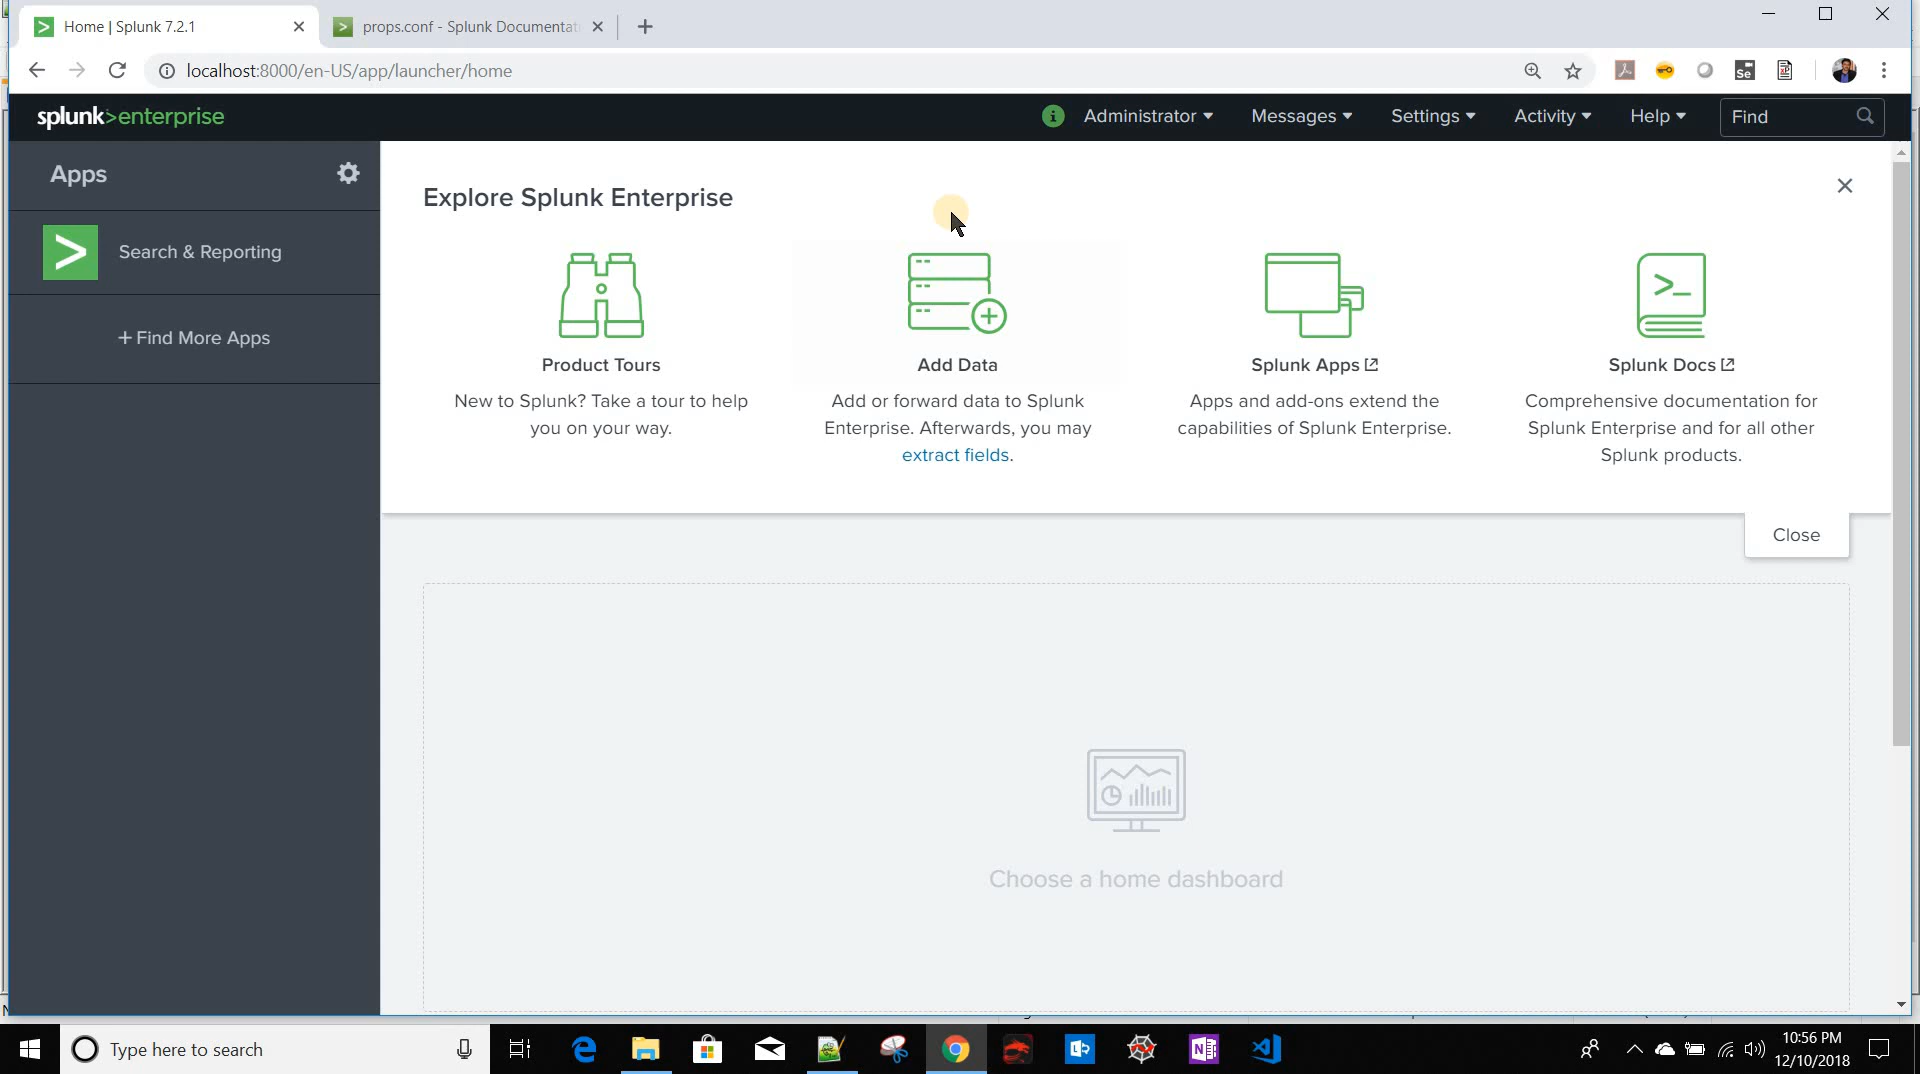 Home | Splunk 7.2.1
props.conf - Splunk Documentat
localhost:8000/en-US/app/launcher/home
Se
splunk>enterprise
i
Administrator
Messages
Settings
Activity
Help
Find
Apps
Search & Reporting
+ Find More Apps
Explore Splunk Enterprise
Product Tours
New to Splunk? Take a tour to help
you on your way.
Add Data
Add or forward data to Splunk
Enterprise. Afterwards, you may
extract fields.
Splunk Apps
Apps and add-ons extend the
capabilities of Splunk Enterprise.
Splunk Docs
Comprehensive documentation for
Splunk Enterprise and for all other
Splunk products.
Close
Choose a home dashboard
Type here to search
10:56 PM
12/10/2018